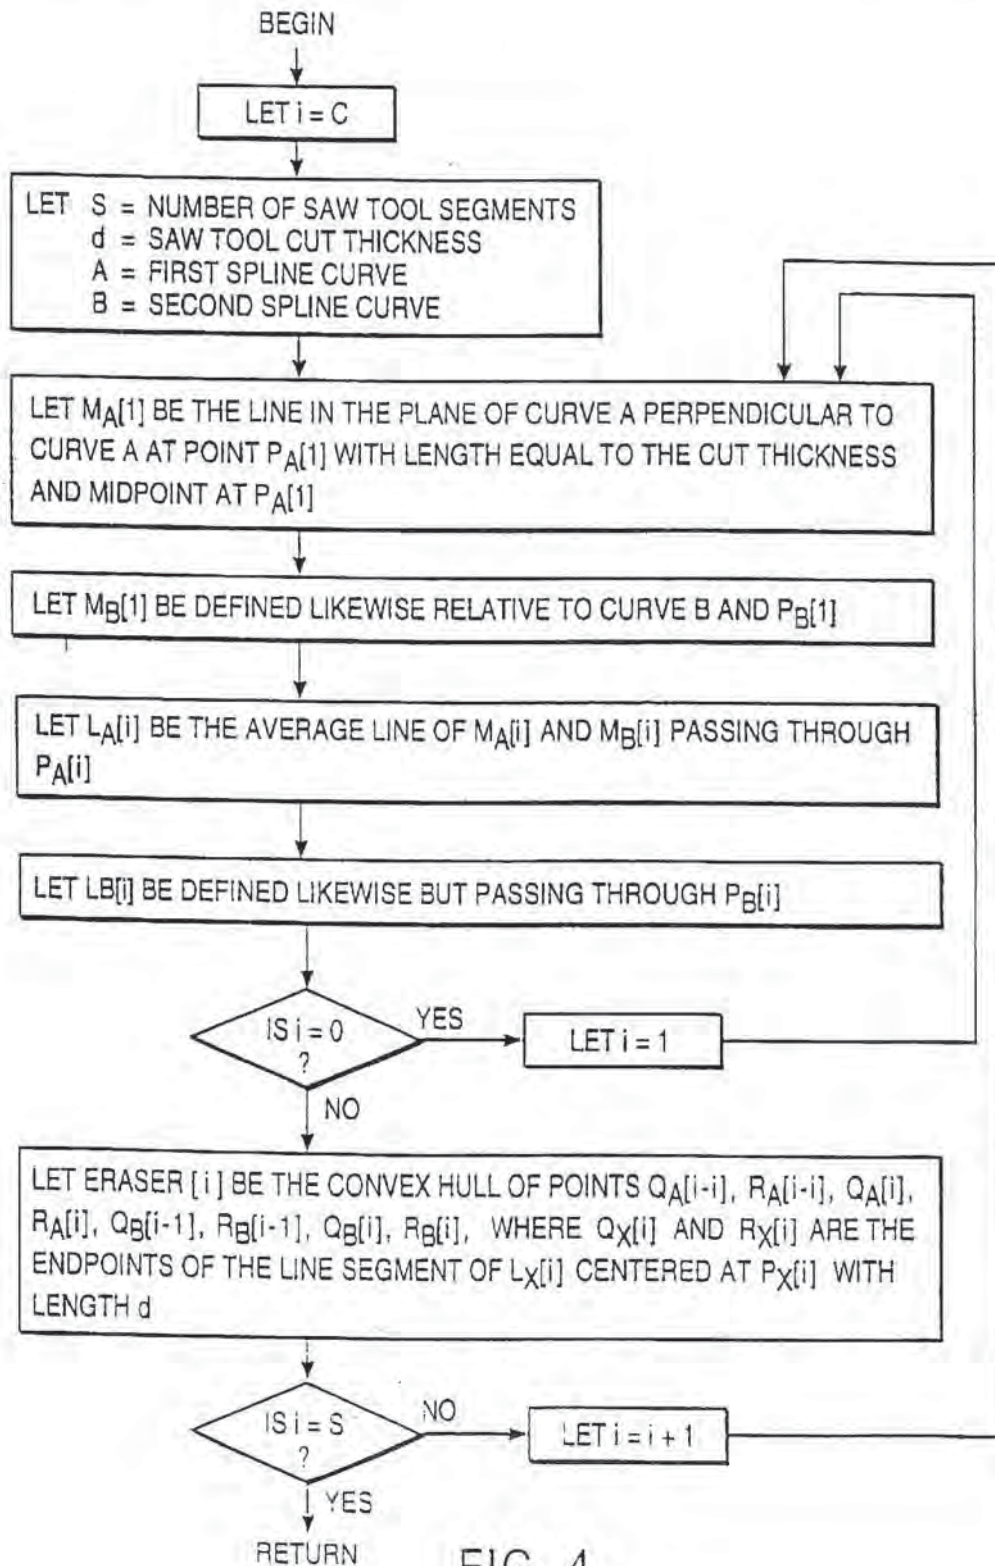 BEGIN
LET i = C
LET S = NUMBER OF SAW TOOL SEGMENTS
d = SAW TOOL CUT THICKNESS
A = FIRST SPLINE CURVE
B = SECOND SPLINE CURVE
LET MA[1] BE THE LINE IN THE PLANE OF CURVE A PERPENDICULAR TO
CURVE A AT POINT PA[1] WITH LENGTH EQUAL TO THE CUT THICKNESS
AND MIDPOINT AT PA[1]
LET MB[1] BE DEFINED LIKEWISE RELATIVE TO CURVE B AND PB[1]
LET LA[i] BE THE AVERAGE LINE OF MA[i] AND MB[i] PASSING THROUGH
PA[i]
LET LB[i] BE DEFINED LIKEWISE BUT PASSING THROUGH PB[i]
IS i = 0
?
YES
LET i = 1
NO
LET ERASER [i] BE THE CONVEX HULL OF POINTS QA[i-i], RA[i-i], QA[i],
RA[i], QB[i-1], RB[i-1], QB[i], RB[i], WHERE QX[i] AND RX[i] ARE THE
ENDPOINTS OF THE LINE SEGMENT OF LX[i] CENTERED AT PX[i] WITH
LENGTH d
IS i = S
?
NO
LET i = i + 1
YES
RETURN
FIG. 4